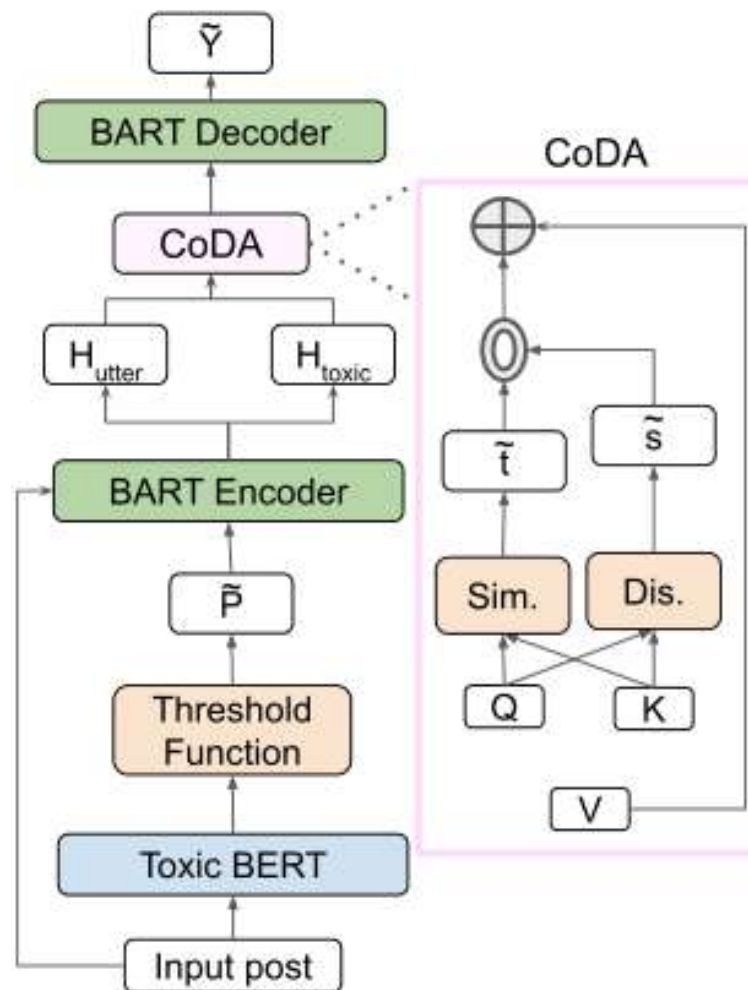 Ỹ
BART Decoder
CoDA
H_utter
H_toxic
BART Encoder
P̃
Threshold
Function
Toxic BERT
Input post
CoDA
t̃
s̃
Sim.
Dis.
Q
K
V